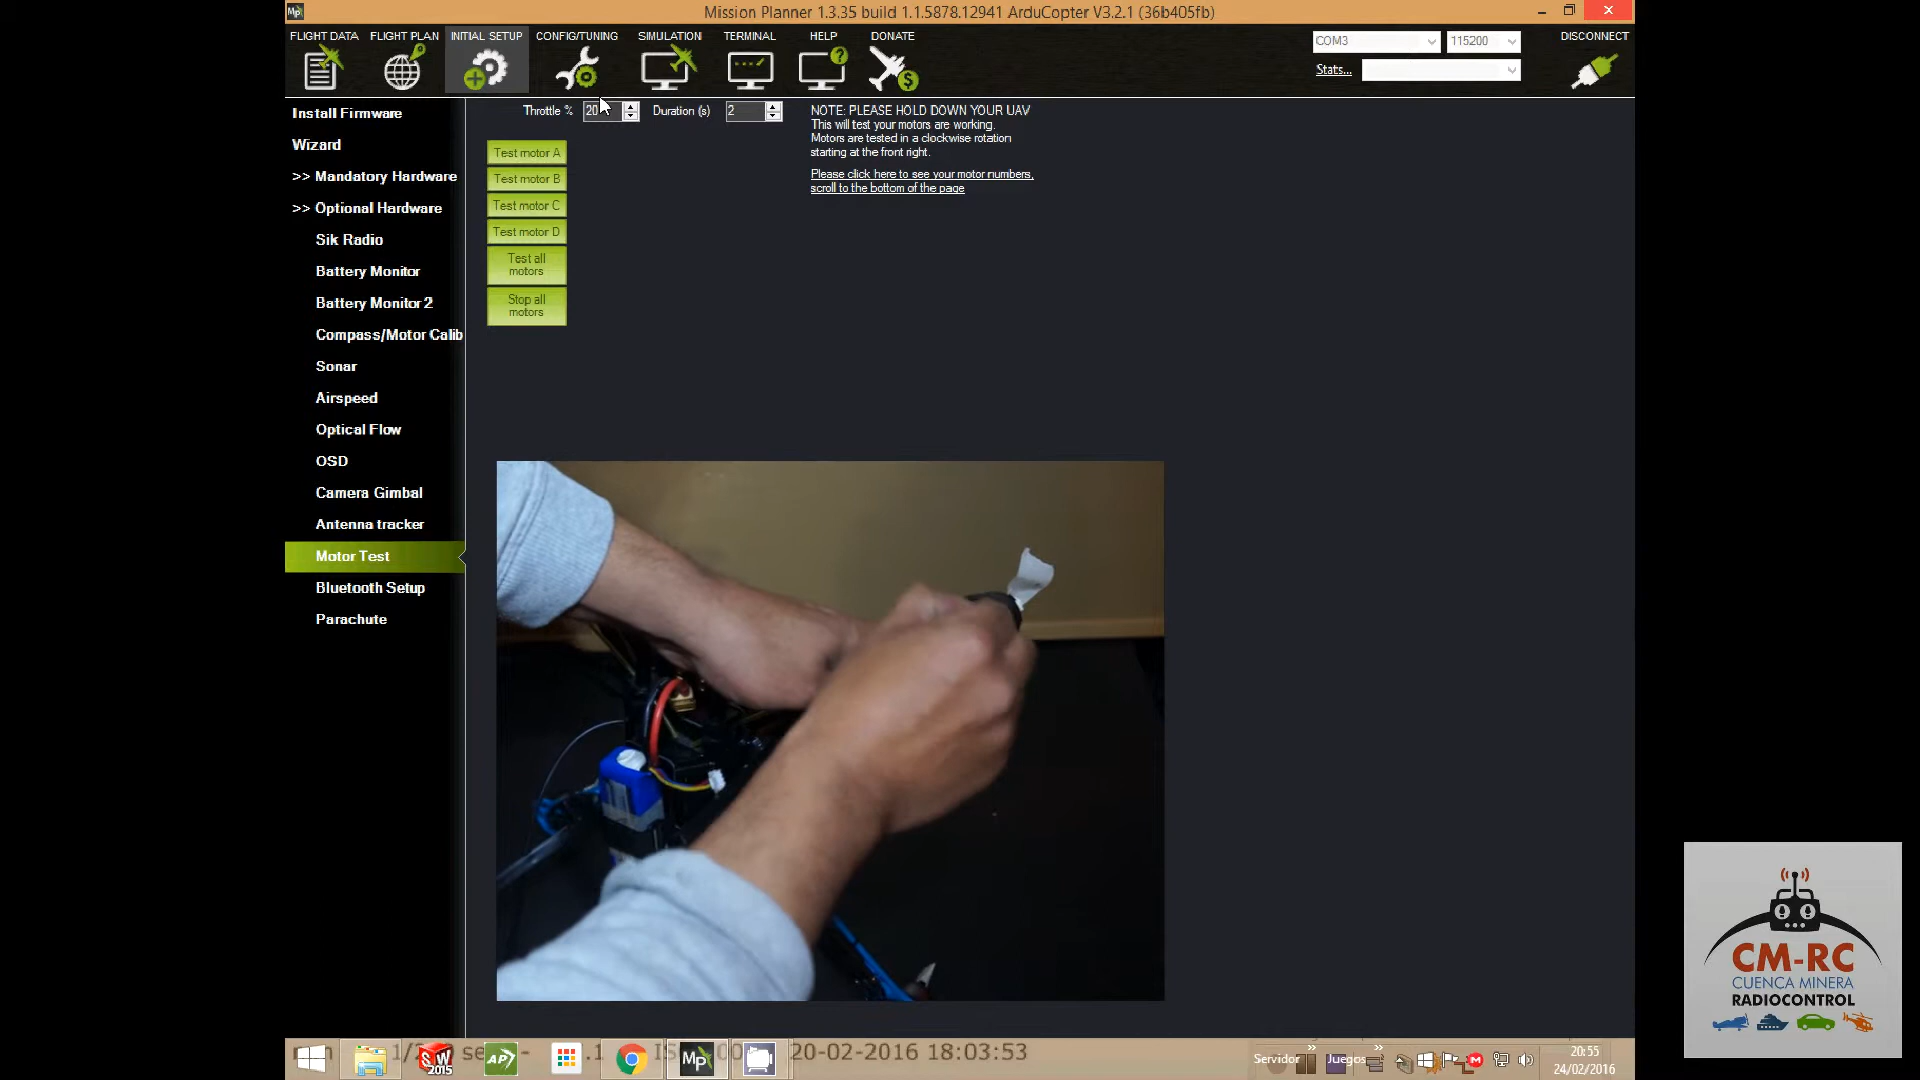 Mission Planner 1.3.35 build 1.1.5878.12941 ArduCopter V3.2.1 (36b405fb)
FLIGHT DATA FLIGHT PLAN INITIAL SETUP CONFIG/TUNING SIMULATION TERMINAL HELP DONATE
COM3 115200 DISCONNECT
Stats...
Install Firmware
Wizard
>> Mandatory Hardware
>> Optional Hardware
Sik Radio
Battery Monitor
Battery Monitor 2
Compass/Motor Calib
Sonar
Airspeed
Optical Flow
OSD
Camera Gimbal
Antenna tracker
Motor Test
Bluetooth Setup
Parachute
Throttle % 20 Duration (s) 2
Test motor A
Test motor B
Test motor C
Test motor D
Test all
motors
Stop all
motors
NOTE: PLEASE HOLD DOWN YOUR UAV
This will test your motors are working.
Motors are tested in a clockwise rotation
starting at the front right.
Please click here to see your motor numbers,
scroll to the bottom of the page
CM-RC
CUENCA MINERA
RADIOCONTROL
SW
2015
AP
Mp
20-02-2016 18:03:53
Servidor
Juegos
20:55
24/02/2016